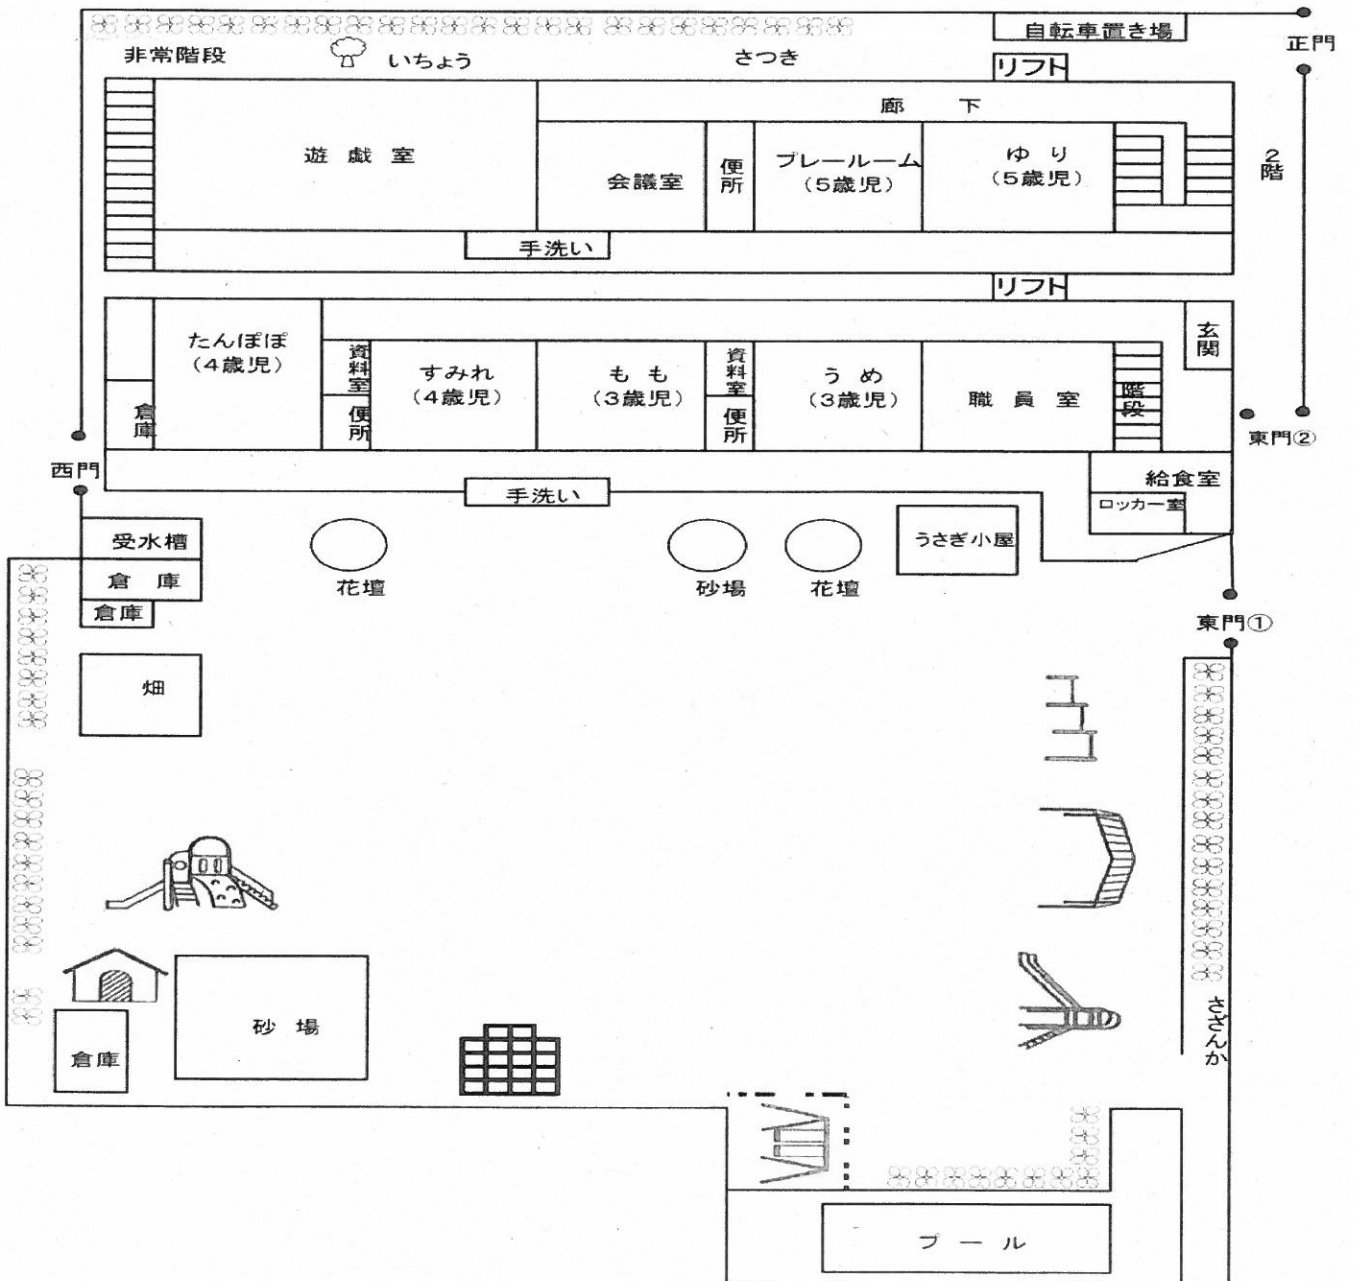 自転車置き場
正門
非常階段
いちょう
さつき
リフト
廊 下
2階
遊 戯 室
会議室
便所
プレールーム
(5歳児)
ゆ り
(5歳児)
手洗い
リフト
玄関
たんぽぽ
(4歳児)
資料室
便所
すみれ
(4歳児)
も も
(3歳児)
資料室
便所
う め
(3歳児)
職 員 室
階段
倉庫
東門②
西門
給食室
ロッカー室
手洗い
受水槽
うさぎ小屋
倉 庫
花壇
砂場
花壇
倉庫
東門①
畑
砂 場
さざんか
倉庫
プ ー ル